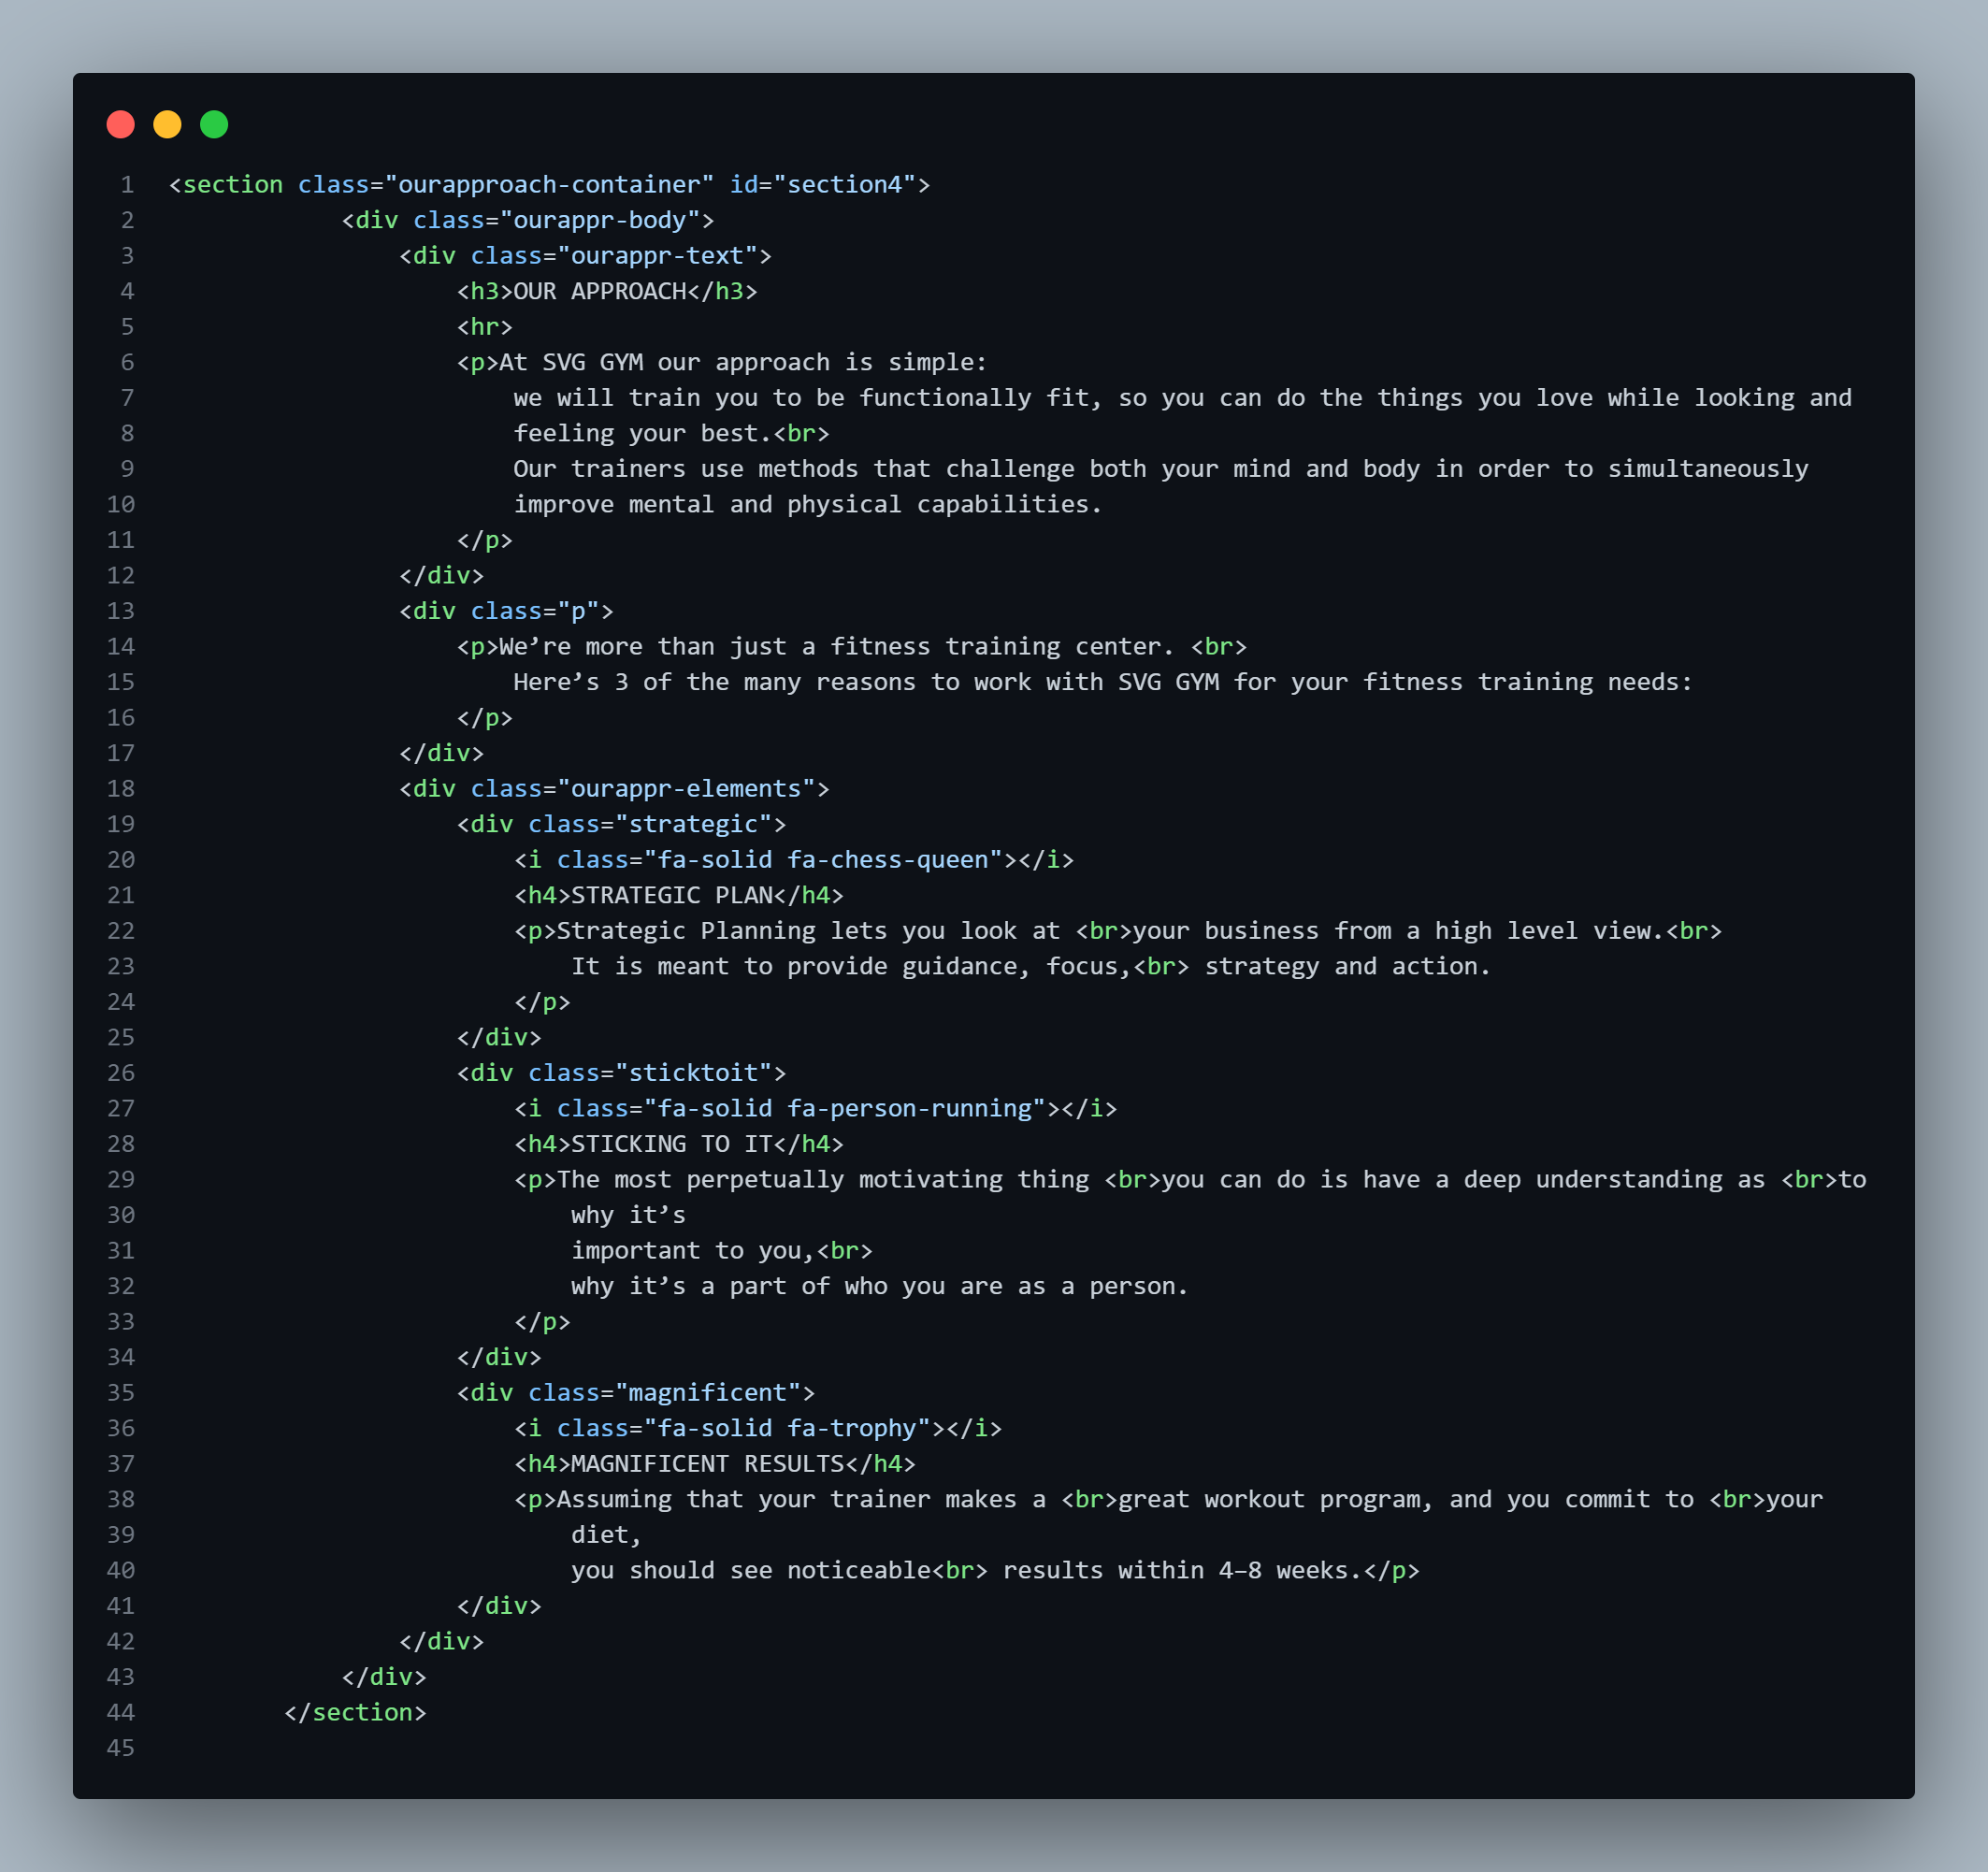 1 <section class="ourapproach-container" id="section4">
2             <div class="ourappr-body">
3                 <div class="ourappr-text">
4                     <h3>OUR APPROACH</h3>
5                     <hr>
6                     <p>At SVG GYM our approach is simple:
7                         we will train you to be functionally fit, so you can do the things you love while looking and
8                         feeling your best.<br>
9                         Our trainers use methods that challenge both your mind and body in order to simultaneously
10                         improve mental and physical capabilities.
11                     </p>
12                 </div>
13                 <div class="p">
14                     <p>We’re more than just a fitness training center. <br>
15                         Here’s 3 of the many reasons to work with SVG GYM for your fitness training needs:
16                     </p>
17                 </div>
18                 <div class="ourappr-elements">
19                     <div class="strategic">
20                         <i class="fa-solid fa-chess-queen"></i>
21                         <h4>STRATEGIC PLAN</h4>
22                         <p>Strategic Planning lets you look at <br>your business from a high level view.<br>
23                             It is meant to provide guidance, focus,<br> strategy and action.
24                         </p>
25                     </div>
26                     <div class="sticktoit">
27                         <i class="fa-solid fa-person-running"></i>
28                         <h4>STICKING TO IT</h4>
29                         <p>The most perpetually motivating thing <br>you can do is have a deep understanding as <br>to
30                             why it’s
31                             important to you,<br>
32                             why it’s a part of who you are as a person.
33                         </p>
34                     </div>
35                     <div class="magnificent">
36                         <i class="fa-solid fa-trophy"></i>
37                         <h4>MAGNIFICENT RESULTS</h4>
38                         <p>Assuming that your trainer makes a <br>great workout program, and you commit to <br>your
39                             diet,
40                             you should see noticeable<br> results within 4–8 weeks.</p>
41                     </div>
42                 </div>
43             </div>
44         </section>
45